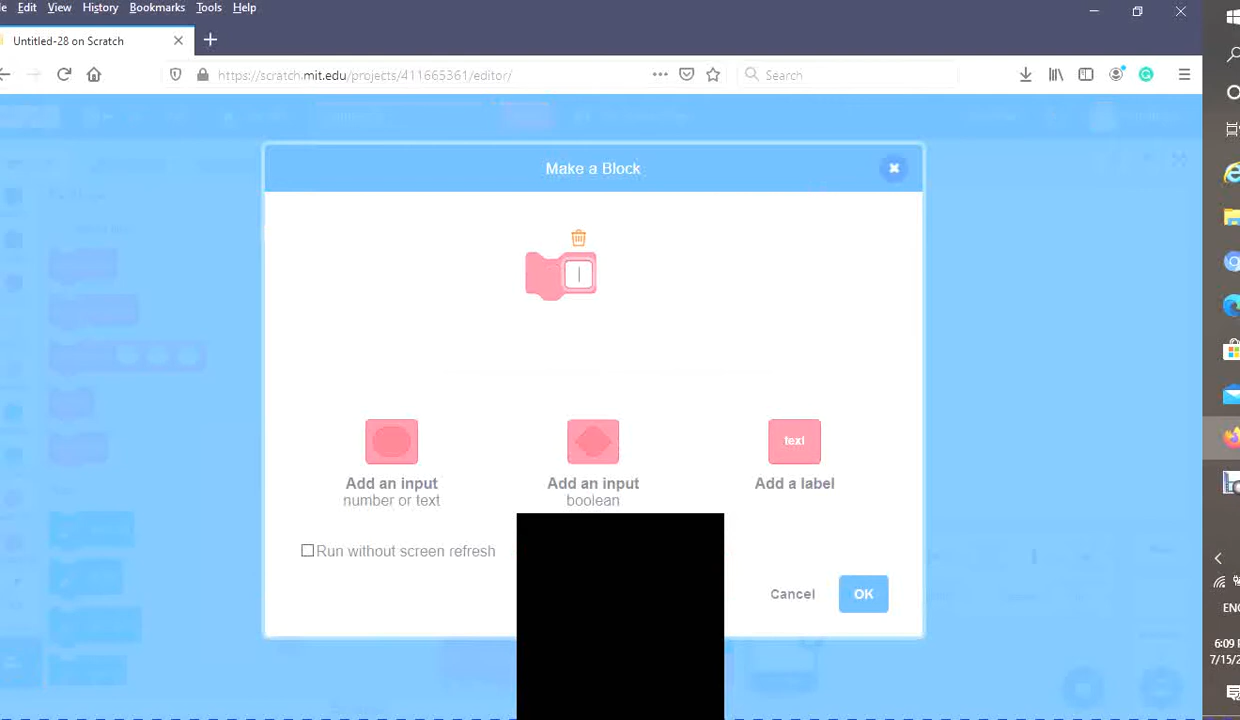 Edit View History Bookmarks Tools Help
Untitled-28 on Scratch
https://scratch.mit.edu/projects/411665361/editor/
Search
Make a Block
text
Add an input
number or text
Add an input
boolean
Add a label
Run without screen refresh
Cancel
OK
ENG
6:09
7/15/2